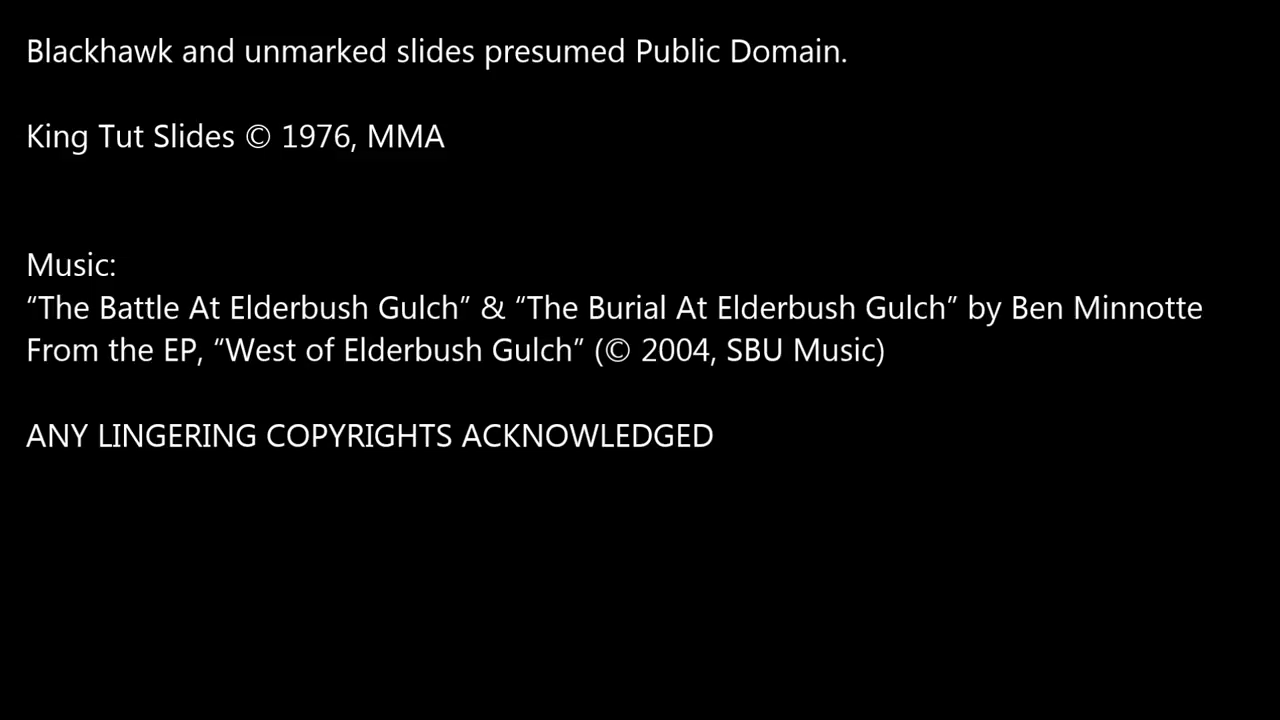 Blackhawk and unmarked slides presumed Public Domain.
King Tut Slides © 1976, MMA
Music:
“The Battle At Elderbush Gulch” & “The Burial At Elderbush Gulch” by Ben Minnotte
From the EP, “West of Elderbush Gulch” (© 2004, SBU Music)
ANY LINGERING COPYRIGHTS ACKNOWLEDGED